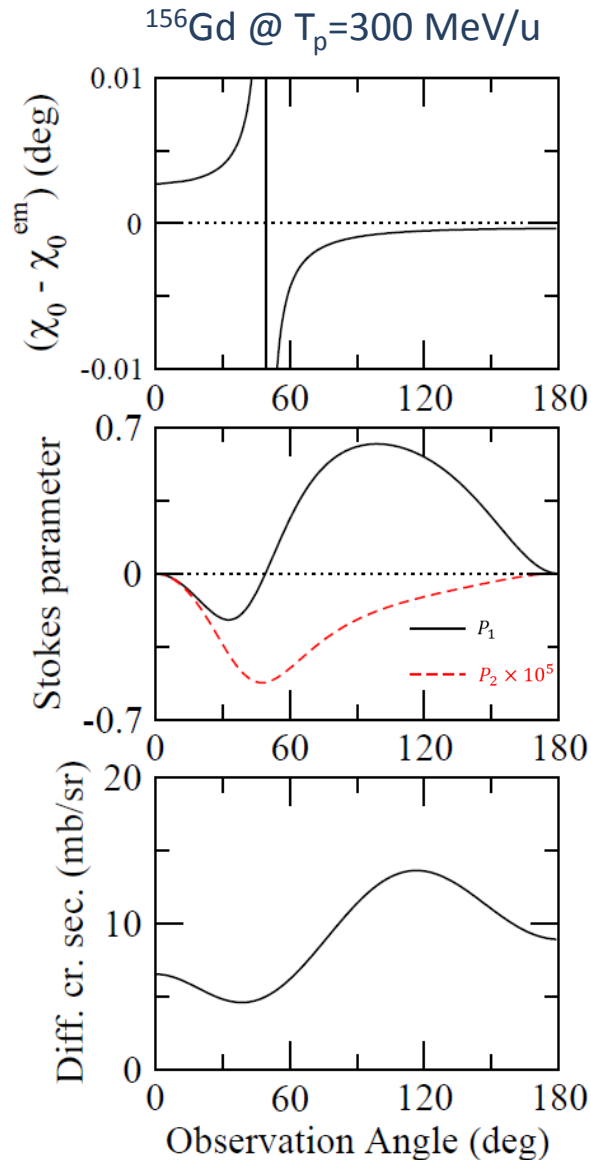 ¹⁵⁶Gd @ Tₚ=300 MeV/u
(χ₀ - χ₀ᵉᵐ) (deg)
0.01
0
-0.01
0 60 120 180
Stokes parameter
0.7
0
-0.7
P₁
P₂ × 10⁵
0 60 120 180
Diff. cr. sec. (mb/sr)
20
10
0
0 60 120 180
Observation Angle (deg)